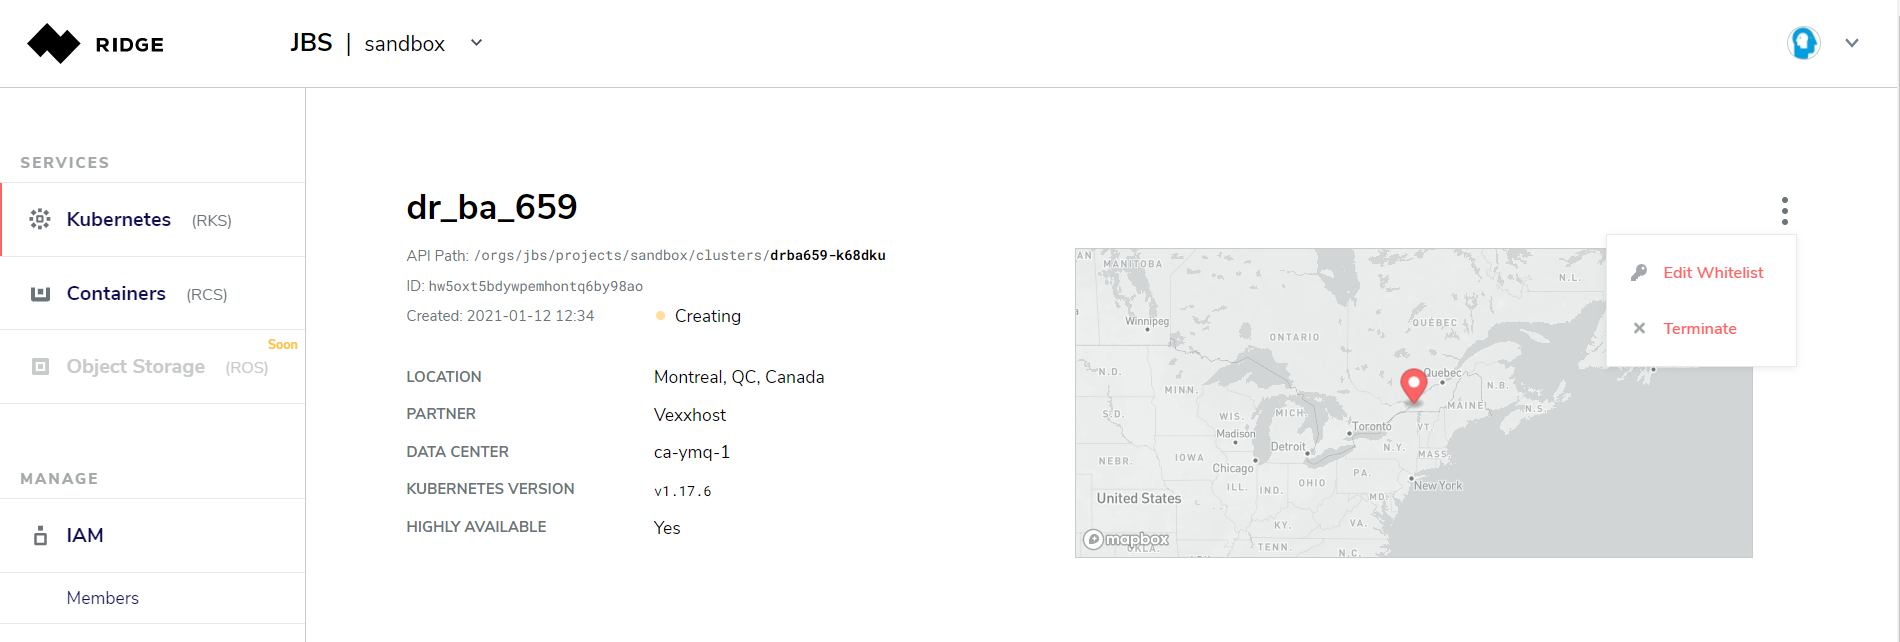 RIDGE
JBS | sandbox
SERVICES
Kubernetes (RKS)
Containers (RCS)
Soon
Object Storage (ROS)
MANAGE
IAM
Members
dr_ba_659
API Path: /orgs/jbs/projects/sandbox/clusters/drba659-k68dku
ID: hw5oxt5bdywpemhontq6by98ao
Created: 2021-01-12 12:34
Creating
LOCATION Montreal, QC, Canada
PARTNER Vexxhost
DATA CENTER ca-ymq-1
KUBERNETES VERSION v1.17.6
HIGHLY AVAILABLE Yes
Edit Whitelist
Terminate
AN
MANITOBA
N.L.
Winnipeg
ONTARIO
QUÉBEC
N.D.
MINN.
Quebec
N.B.
MAINE
N.S.
S.D.
WIS.
MICH.
Madison
Detroit
Toronto
VT.
NEBR.
IOWA
Chicago
N.Y.
MASS.
ILL.
IND.
OHIO
PA.
New York
United States
MD.
KY.
VA.
mapbox
OKLA.
TENN.
N.C.